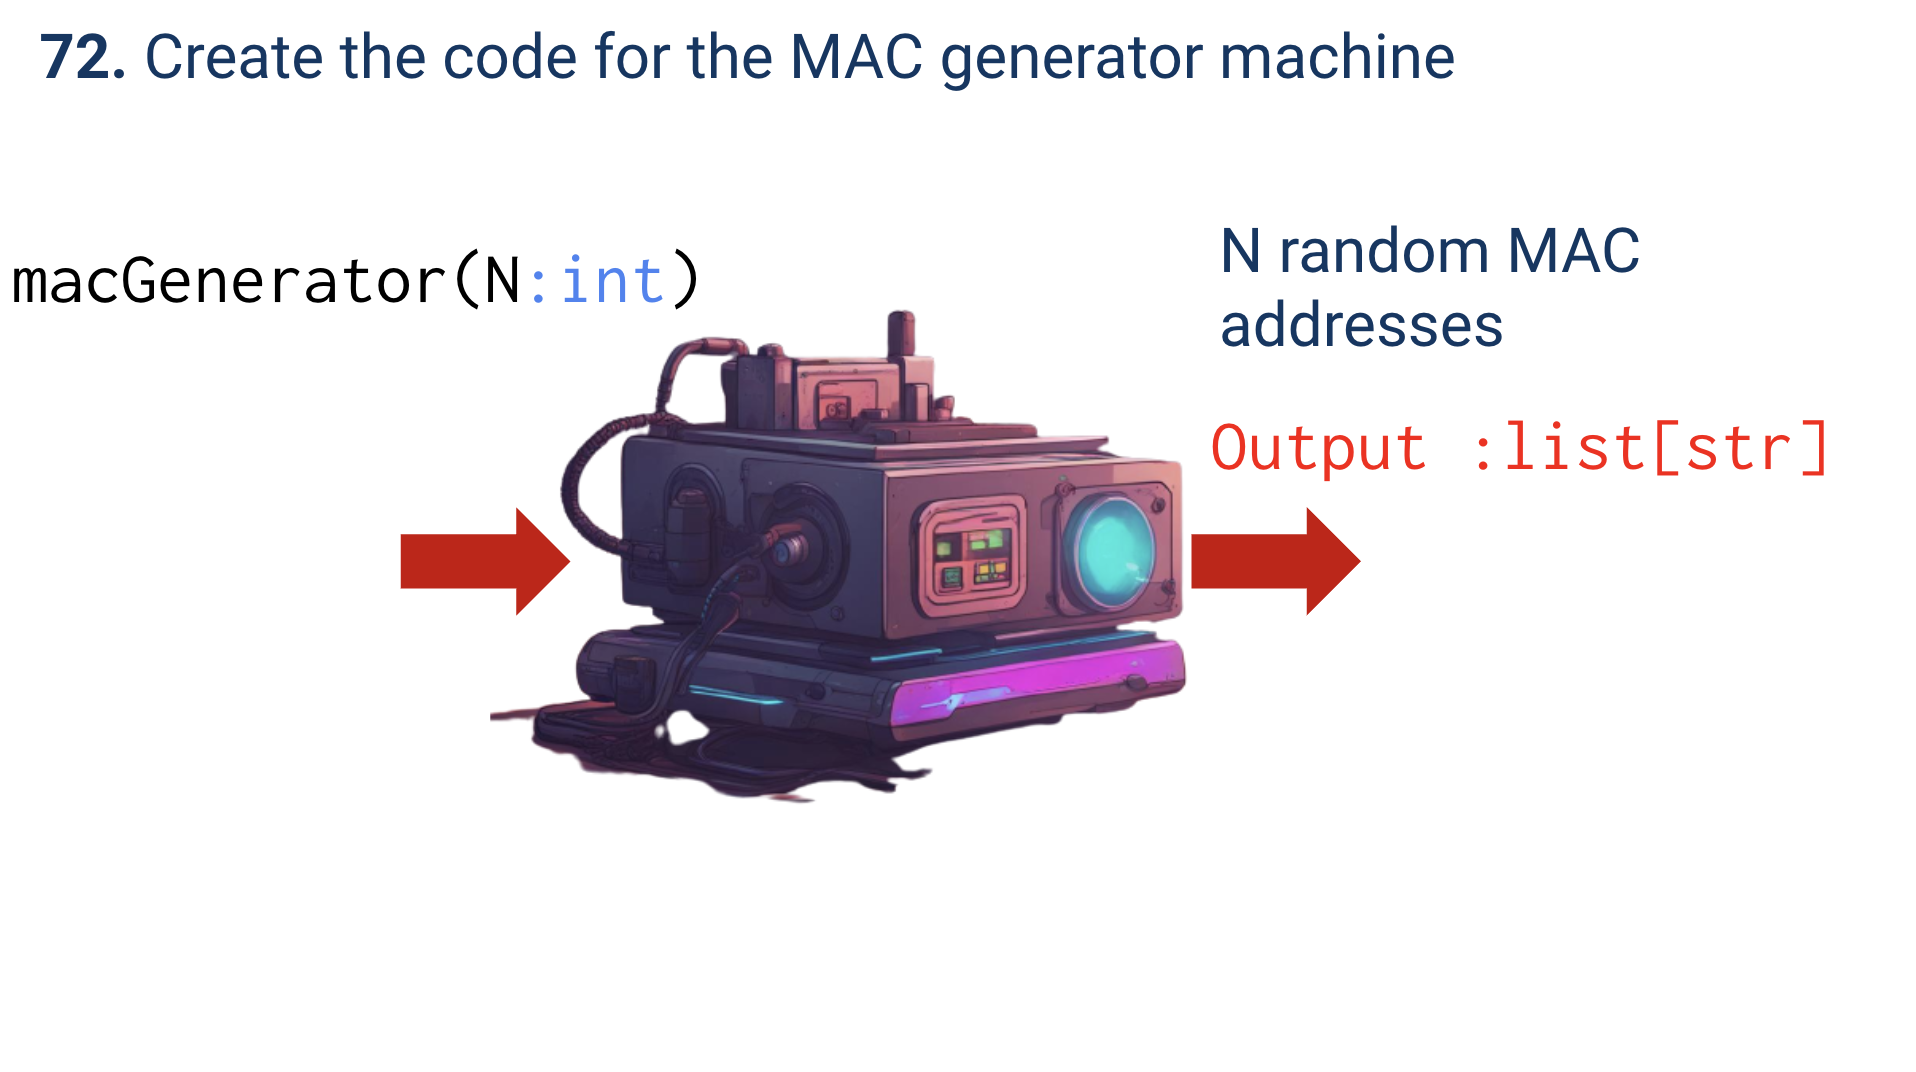 72. Create the code for the MAC generator machine
macGenerator(N:int)
N random MAC
addresses
Output :list[str]